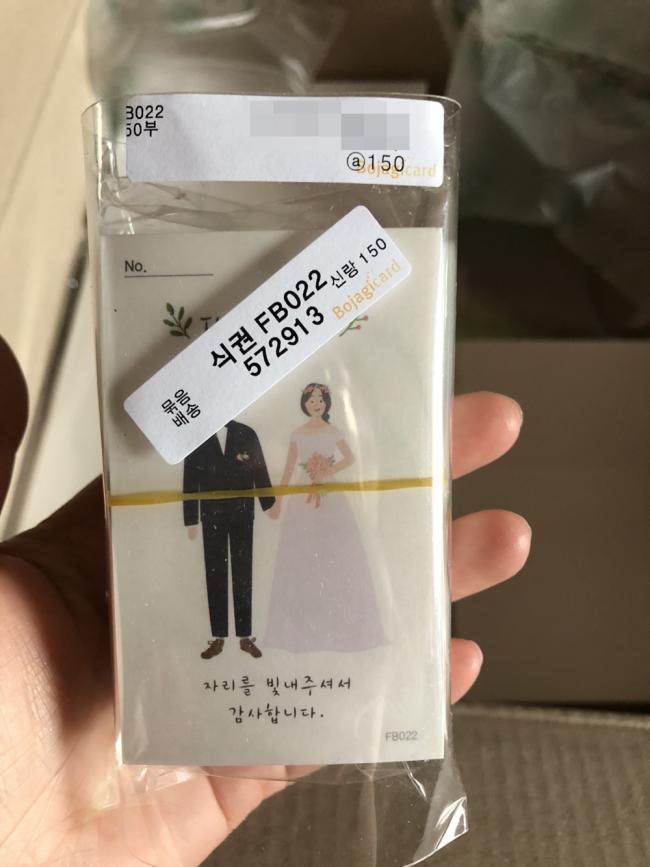 B022
50부
ⓐ150
Bojagicard
No.
식권 FB022 신랑 150
572913
Bojagicard
묶음
배송
자리를 빛내주셔서
감사합니다.
FB022